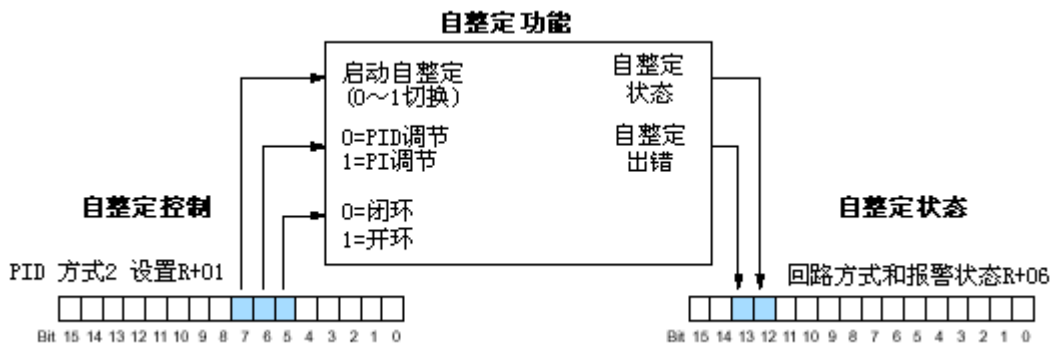 自整定功能
启动自整定
(0～1切换)
自整定
状态
0=PID调节
1=PI调节
自整定
出错
0=闭环
1=开环
自整定控制
自整定状态
PID 方式2 设置R+01
回路方式和报警状态R+06
Bit 15 14 13 12 11 10 9 8 7 6 5 4 3 2 1 0
Bit 15 14 13 12 11 10 9 8 7 6 5 4 3 2 1 0